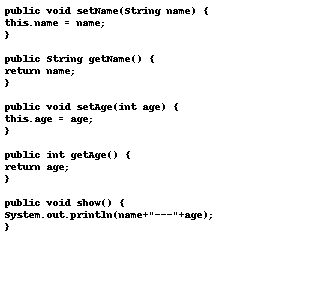 public void setName(String name) {
this.name = name;
}
public String getName() {
return name;
}
public void setAge(int age) {
this.age = age;
}
public int getAge() {
return age;
}
public void show() {
System.out.println(name+"---"+age);
}